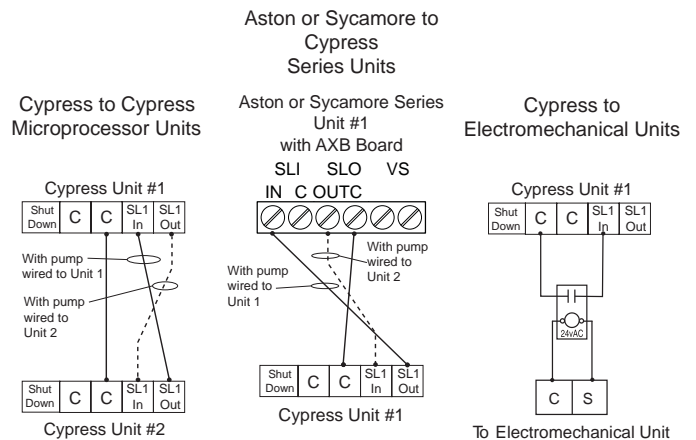 Aston or Sycamore to
Cypress
Series Units
Cypress to Cypress
Microprocessor Units
Cypress Unit #1
Shut
Down
C
C
SL1
In
SL1
Out
With pump
wired to Unit 1
With pump
wired to
Unit 2
Shut
Down
C
C
SL1
In
SL1
Out
Cypress Unit #2
Aston or Sycamore Series
Unit #1
with AXB Board
SLI SLO VS
IN C OUTC
With pump
wired to
Unit 2
With pump
wired to
Unit 1
Shut
Down
C
C
SL1
In
SL1
Out
Cypress Unit #1
Cypress to
Electromechanical Units
Cypress Unit #1
Shut
Down
C
C
SL1
In
SL1
Out
24vAC
C
S
To Electromechanical Unit